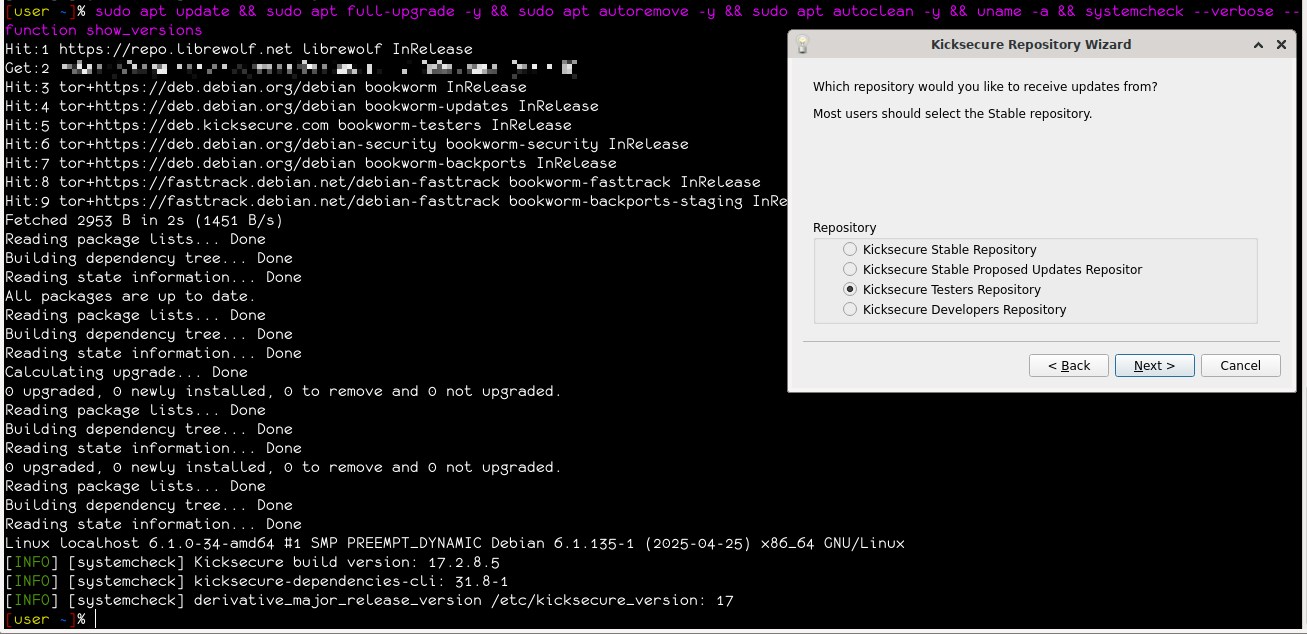 [user ~]% sudo apt update && sudo apt full-upgrade -y && sudo apt autoremove -y && sudo apt autoclean -y && uname -a && systemcheck --verbose --
function show_versions
Hit:1 https://repo.librewolf.net librewolf InRelease
Get:2
Hit:3 tor+https://deb.debian.org/debian bookworm InRelease
Hit:4 tor+https://deb.debian.org/debian bookworm-updates InRelease
Hit:5 tor+https://deb.kicksecure.com bookworm-testers InRelease
Hit:6 tor+https://deb.debian.org/debian-security bookworm-security InRelease
Hit:7 tor+https://deb.debian.org/debian bookworm-backports InRelease
Hit:8 tor+https://fasttrack.debian.net/debian-fasttrack bookworm-fasttrack InRelease
Hit:9 tor+https://fasttrack.debian.net/debian-fasttrack bookworm-backports-staging InRe
Fetched 2953 B in 2s (1451 B/s)
Reading package lists... Done
Building dependency tree... Done
Reading state information... Done
All packages are up to date.
Reading package lists... Done
Building dependency tree... Done
Reading state information... Done
Calculating upgrade... Done
0 upgraded, 0 newly installed, 0 to remove and 0 not upgraded.
Reading package lists... Done
Building dependency tree... Done
Reading state information... Done
0 upgraded, 0 newly installed, 0 to remove and 0 not upgraded.
Reading package lists... Done
Building dependency tree... Done
Reading state information... Done
Linux localhost 6.1.0-34-amd64 #1 SMP PREEMPT_DYNAMIC Debian 6.1.135-1 (2025-04-25) x86_64 GNU/Linux
[INFO] [systemcheck] Kicksecure build version: 17.2.8.5
[INFO] [systemcheck] kicksecure-dependencies-cli: 31.8-1
[INFO] [systemcheck] derivative_major_release_version /etc/kicksecure_version: 17
[user ~]%
Kicksecure Repository Wizard
Which repository would you like to receive updates from?
Most users should select the Stable repository.
Repository
Kicksecure Stable Repository
Kicksecure Stable Proposed Updates Repositor
Kicksecure Testers Repository
Kicksecure Developers Repository
< Back
Next >
Cancel